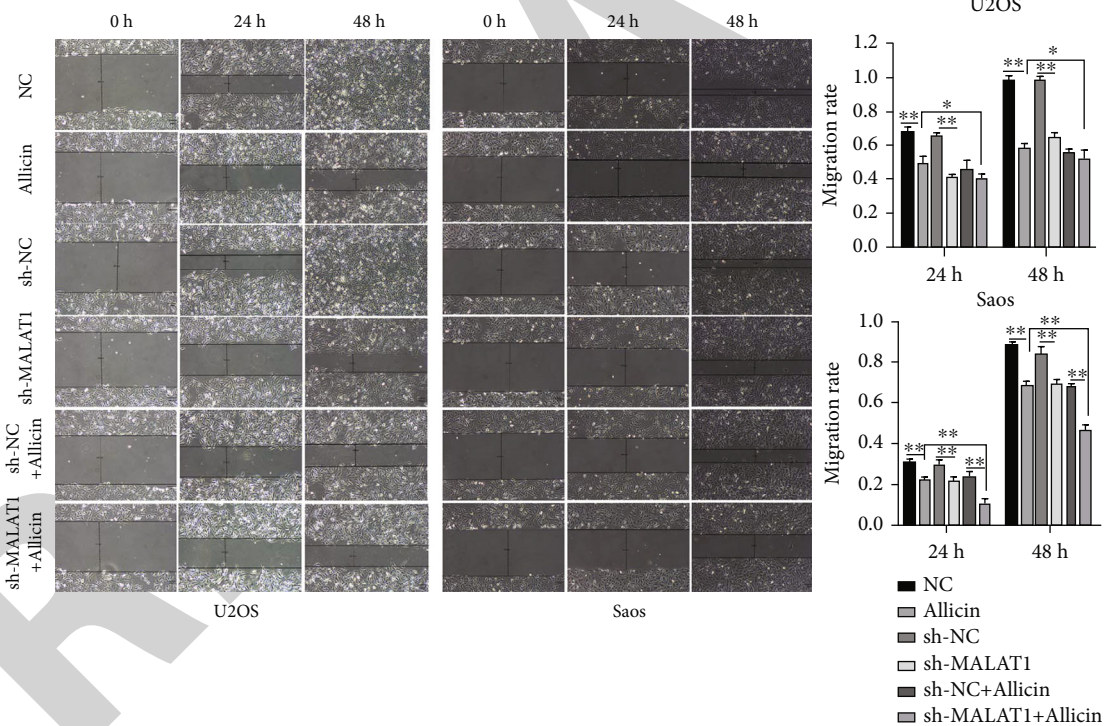 0 h 24 h 48 h 0 h 24 h 48 h
NC
Allicin
sh-NC
sh-MALAT1
sh-NC
+Allicin
sh-MALAT1
+Allicin
U2OS Saos
U2OS
Migration rate
1.2
1.0
0.8
0.6
0.4
0.2
0.0
** * **
** * **
24 h 48 h
Saos
Migration rate
1.0
0.8
0.6
0.4
0.2
0.0
** ** ** **
** ** ** **
24 h 48 h
NC
Allicin
sh-NC
sh-MALAT1
sh-NC+Allicin
sh-MALAT1+Allicin